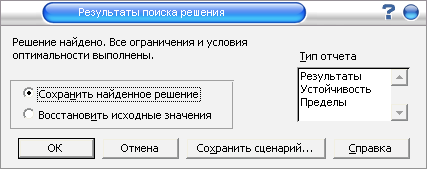 Результаты поиска решения
Решение найдено. Все ограничения и условия
оптимальности выполнены.
Тип отчета
Результаты
Устойчивость
Пределы
Сохранить найденное решение
Восстановить исходные значения
ОК
Отмена
Сохранить сценарий...
Справка